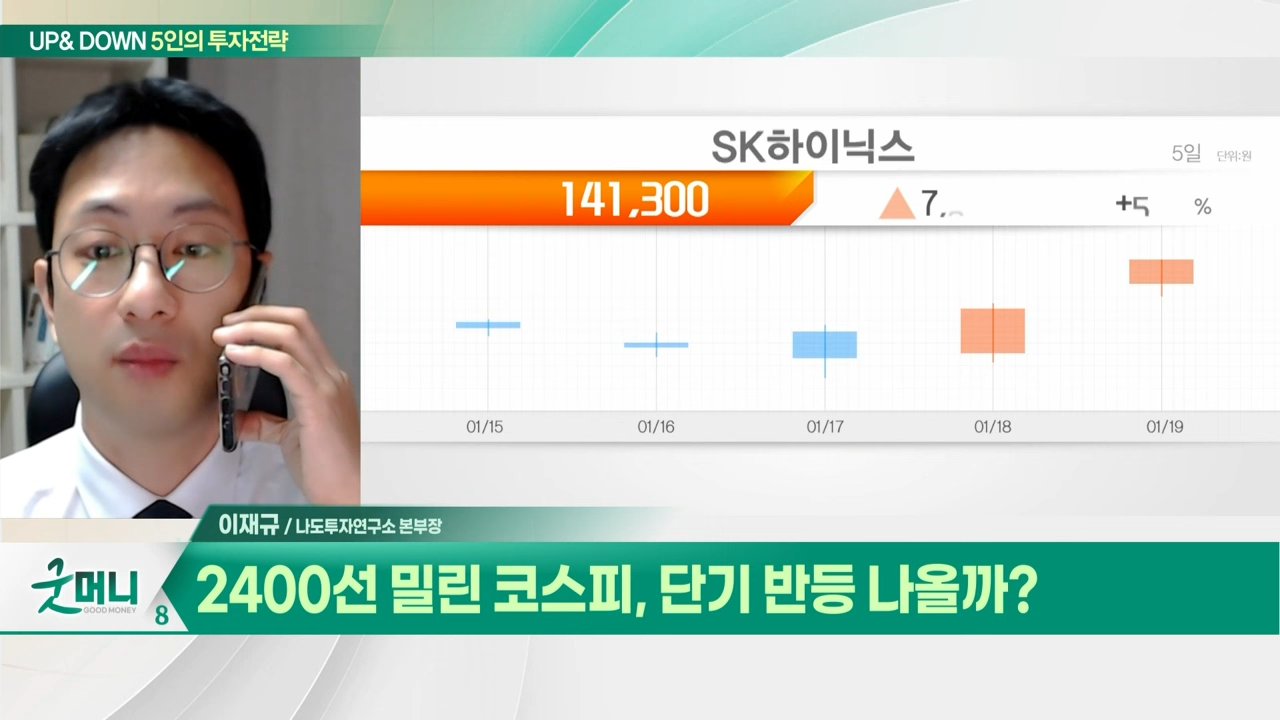 UP& DOWN 5인의 투자전략
SK하이닉스
5일 단위:원
141,300
▲ 7,
+5 %
01/15 01/16 01/17 01/18 01/19
이재규 / 나도투자연구소 본부장
굿머니
GOOD MONEY
8
2400선 밀린 코스피, 단기 반등 나올까?